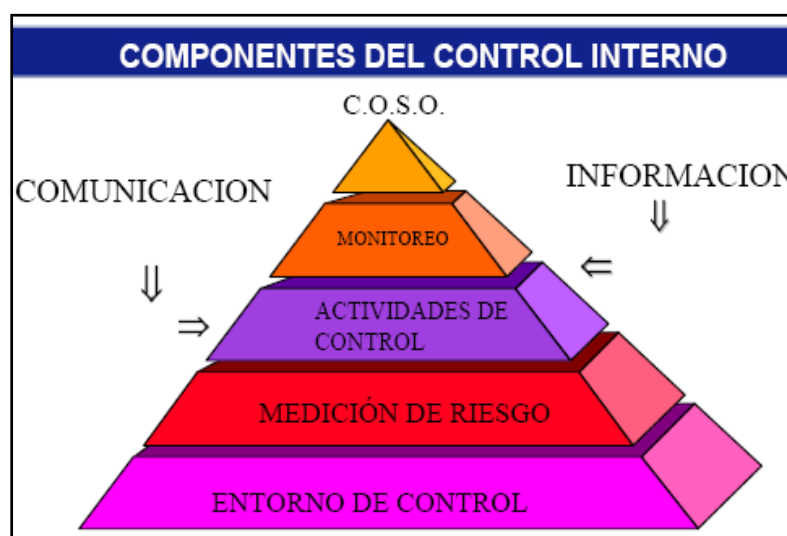 COMPONENTES DEL CONTROL INTERNO
C.O.S.O.
COMUNICACION
INFORMACION
MONITOREO
ACTIVIDADES DE
CONTROL
MEDICIÓN DE RIESGO
ENTORNO DE CONTROL